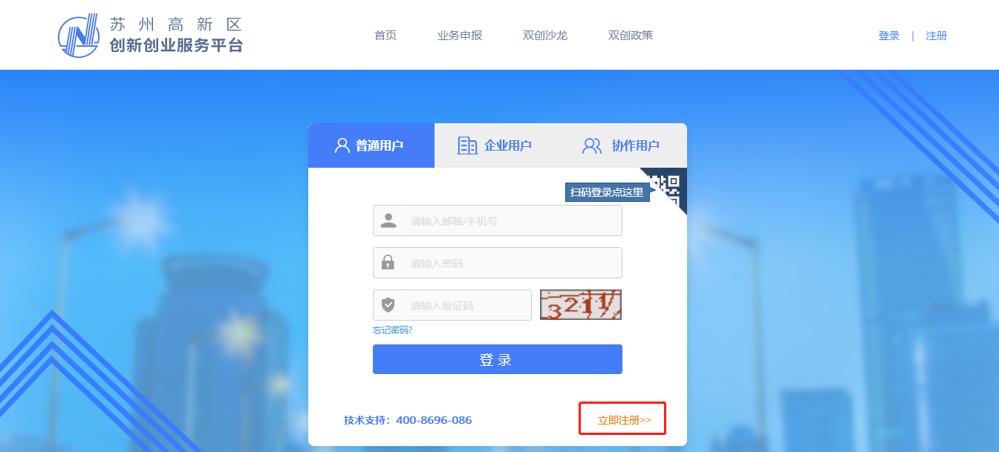 苏州高新区
创新创业服务平台
首页 业务申报 双创沙龙 双创政策
登录 | 注册
普通用户 企业用户 协作用户
扫码登录点这里
请输入邮箱/手机号
请输入密码
请输入验证码 3211
忘记密码?
登 录
技术支持：400-8696-086
立即注册>>